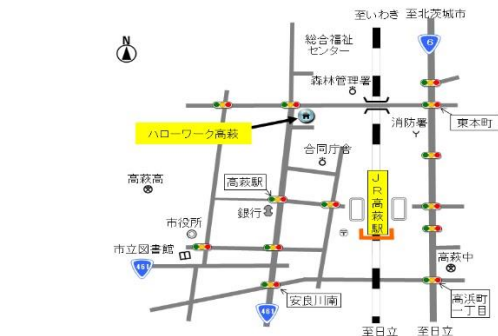 至いわき
至北茨城市
6
N
総合福祉
センター
森林管理署
消防署
東本町
ハローワーク高萩
合同庁舎
高萩高
高萩駅
JR高萩駅
銀行
市役所
市立図書館
461
高萩中
安良川南
高浜町
一丁目
461
至日立
至日立